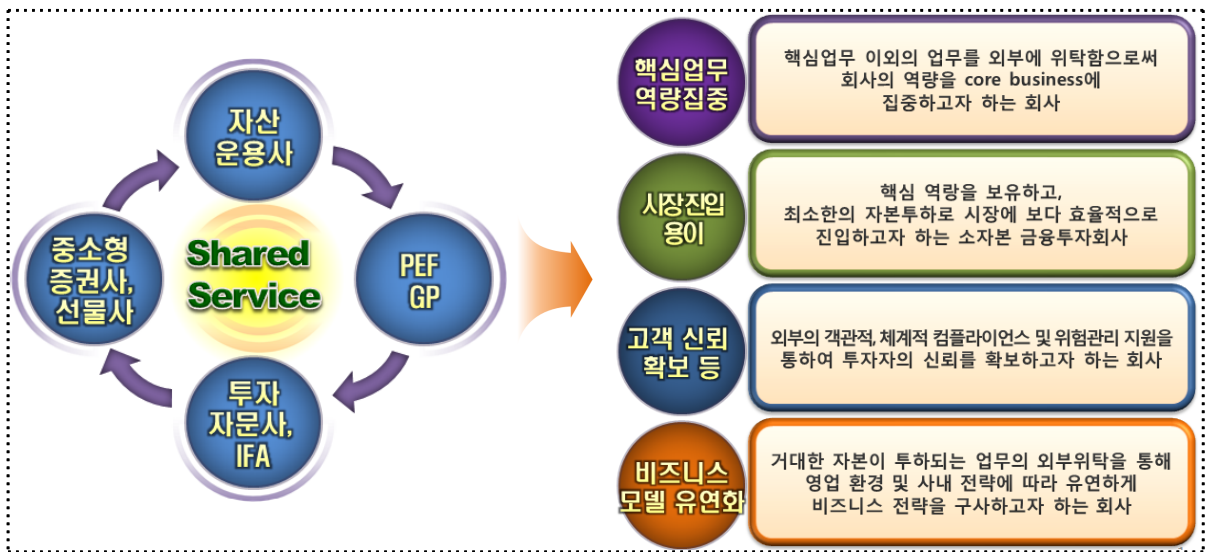 자산
운용사
중소형
증권사,
선물사
Shared
Service
PEF
GP
투자
자문사,
IFA
핵심업무
역량집중
핵심업무 이외의 업무를 외부에 위탁함으로써
회사의 역량을 core business에
집중하고자 하는 회사
시장진입
용이
핵심 역량을 보유하고,
최소한의 자본투하로 시장에 보다 효율적으로
진입하고자 하는 소자본 금융투자회사
고객 신뢰
확보 등
외부의 객관적, 체계적 컴플라이언스 및 위험관리 지원을
통하여 투자자의 신뢰를 확보하고자 하는 회사
비즈니스
모델 유연화
거대한 자본이 투하되는 업무의 외부위탁을 통해
영업 환경 및 사내 전략에 따라 유연하게
비즈니스 전략을 구사하고자 하는 회사